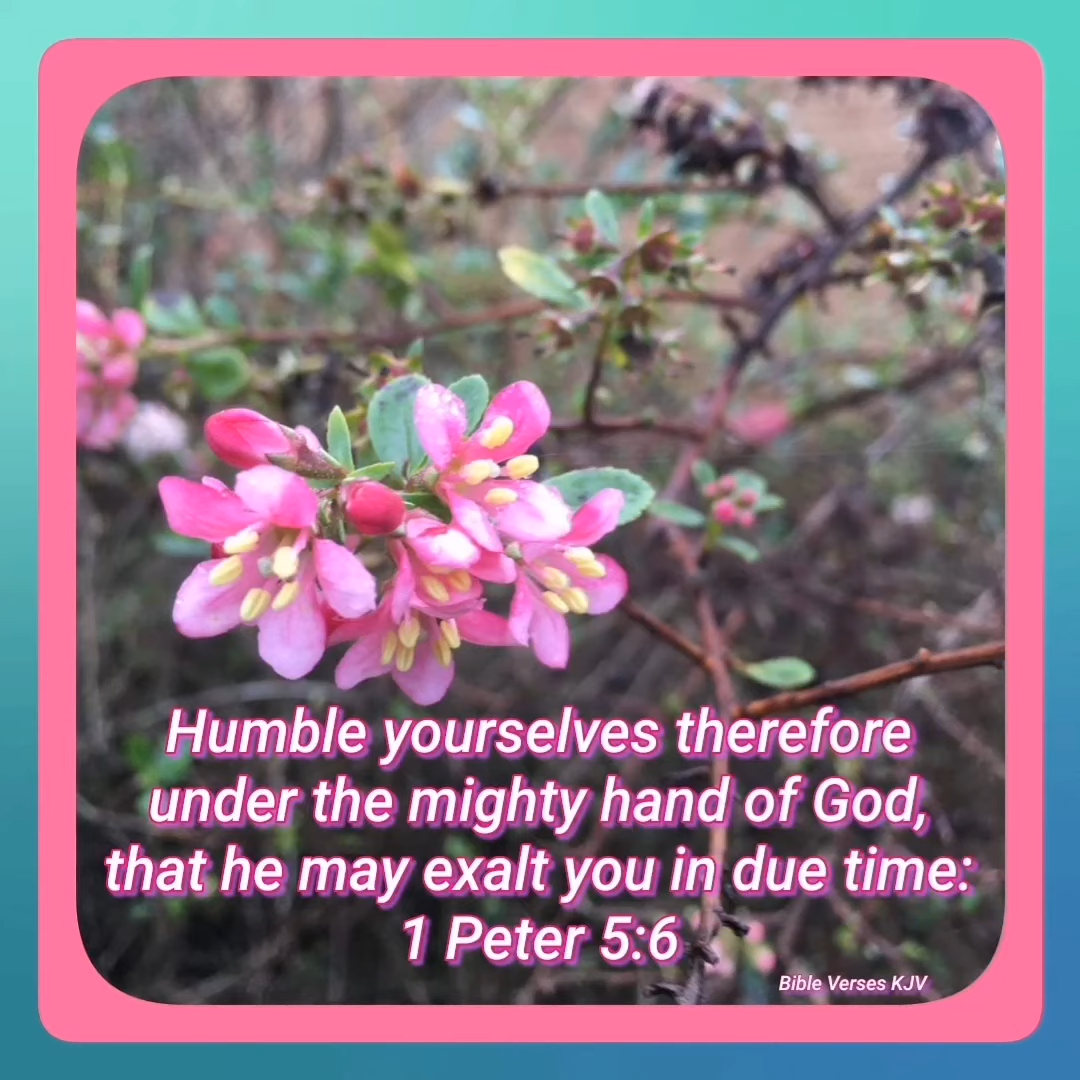 Humble yourselves therefore
under the mighty hand of God,
that he may exalt you in due time:
1 Peter 5:6
Bible Verses KJV